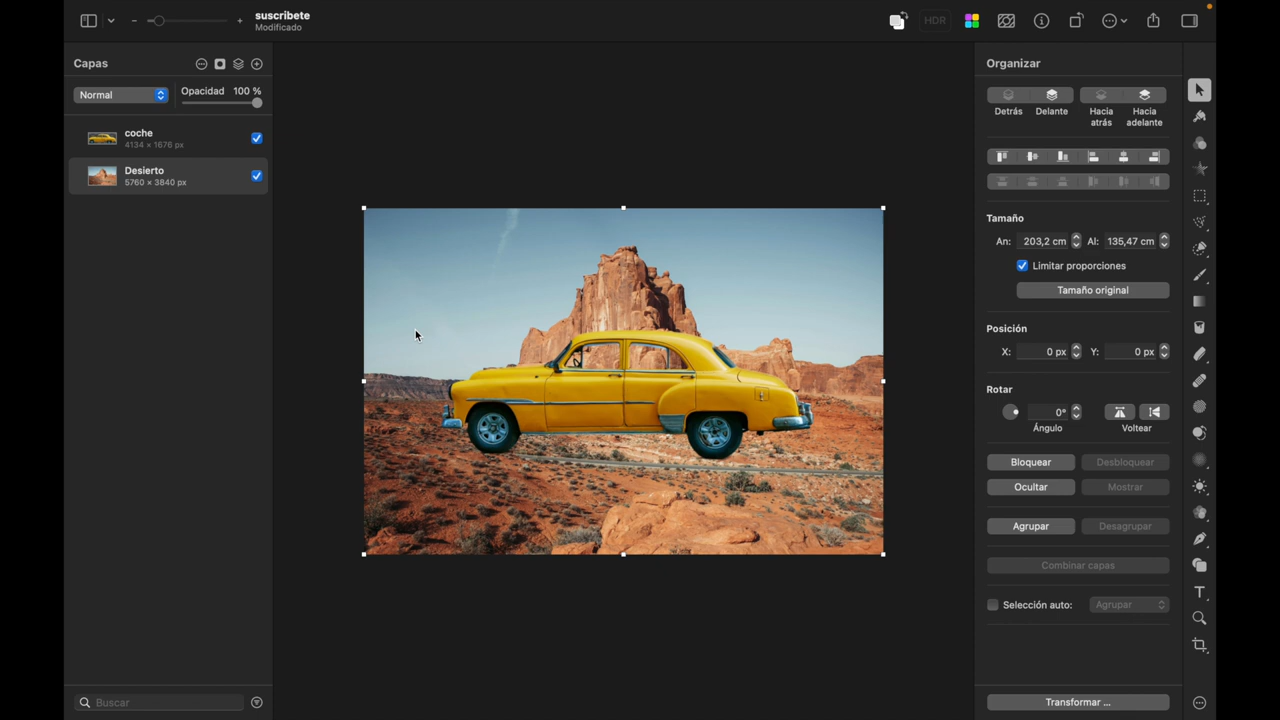 suscribete
Modificado
HDR
Capas
Normal
Opacidad 100 %
coche
4134 × 1676 px
Desierto
5760 × 3840 px
Buscar
Organizar
Detrás
Delante
Hacia atrás
Hacia adelante
Tamaño
An: 203,2 cm Al: 135,47 cm
Limitar proporciones
Tamaño original
Posición
X: 0 px Y: 0 px
Rotar
0°
Ángulo
Voltear
Bloquear
Desbloquear
Ocultar
Mostrar
Agrupar
Desagrupar
Combinar capas
Selección auto: Agrupar
Transformar ...